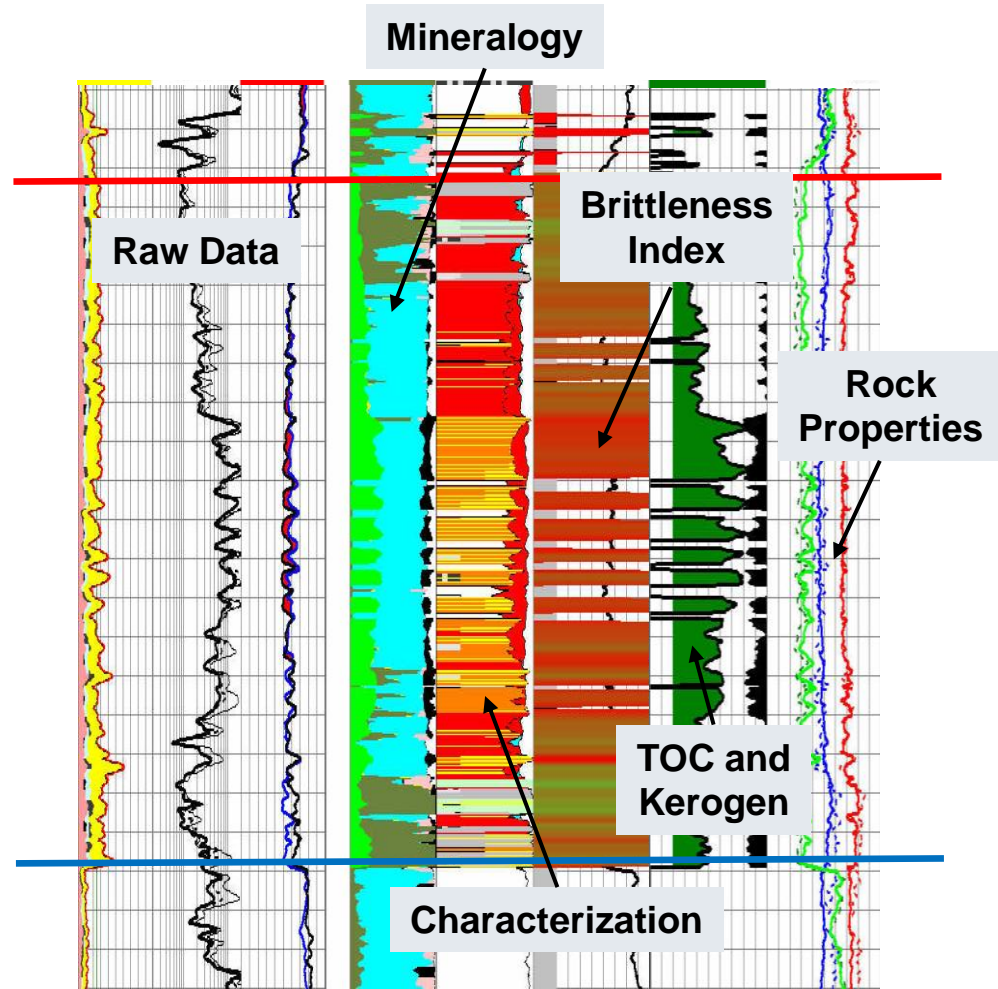 Mineralogy
Raw Data
Brittleness
Index
Rock
Properties
TOC and
Kerogen
Characterization